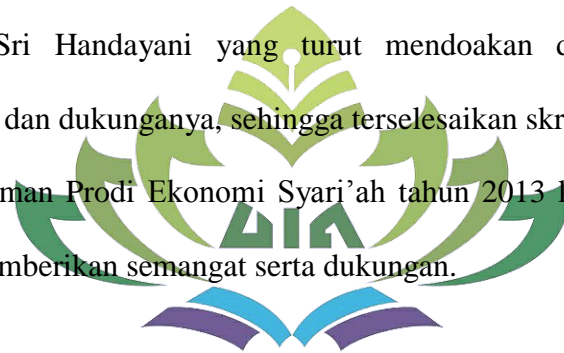 Sri Handayani yang turut mendoakan d
dan dukunganya, sehingga terselesaikan skr
man Prodi Ekonomi Syari’ah tahun 2013 
UIN
mberikan semangat serta dukungan.